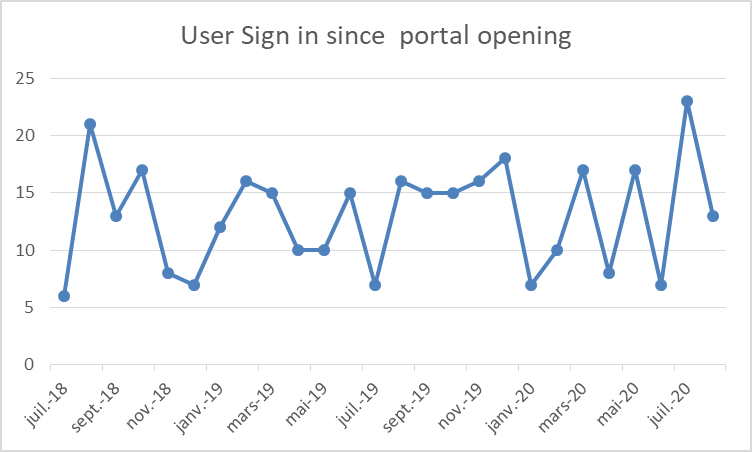 User Sign in since  portal opening
25
20
15
10
5
0
juil.-18
sept.-18
nov.-18
janv.-19
mars-19
mai-19
juil.-19
sept.-19
nov.-19
janv.-20
mars-20
mai-20
juil.-20